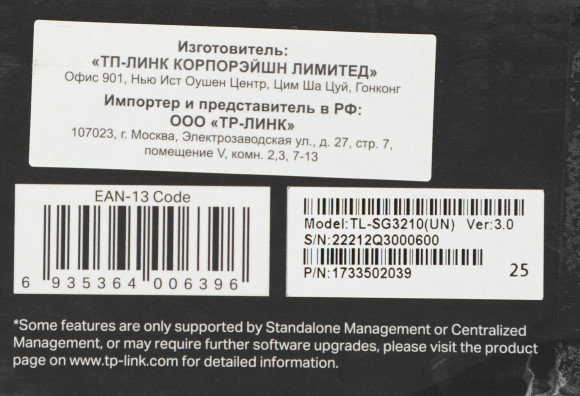 Изготовитель:
«ТП-ЛИНК КОРПОРЭЙШН ЛИМИТЕД»
Офис 901, Нью Ист Оушен Центр, Цим Ша Цуй, Гонконг
Импортер и представитель в РФ:
ООО «ТР-ЛИНК»
107023, г. Москва, Электрозаводская ул., д. 27, стр. 7,
помещение V, комн. 2,3, 7-13
EAN-13 Code
6 935364 006396
Model:TL-SG3210(UN) Ver:3.0
S/N:22212Q3000600
P/N:1733502039
25
*Some features are only supported by Standalone Management or Centralized
Management, or may require further software upgrades, please visit the product
page on www.tp-link.com for detailed information.